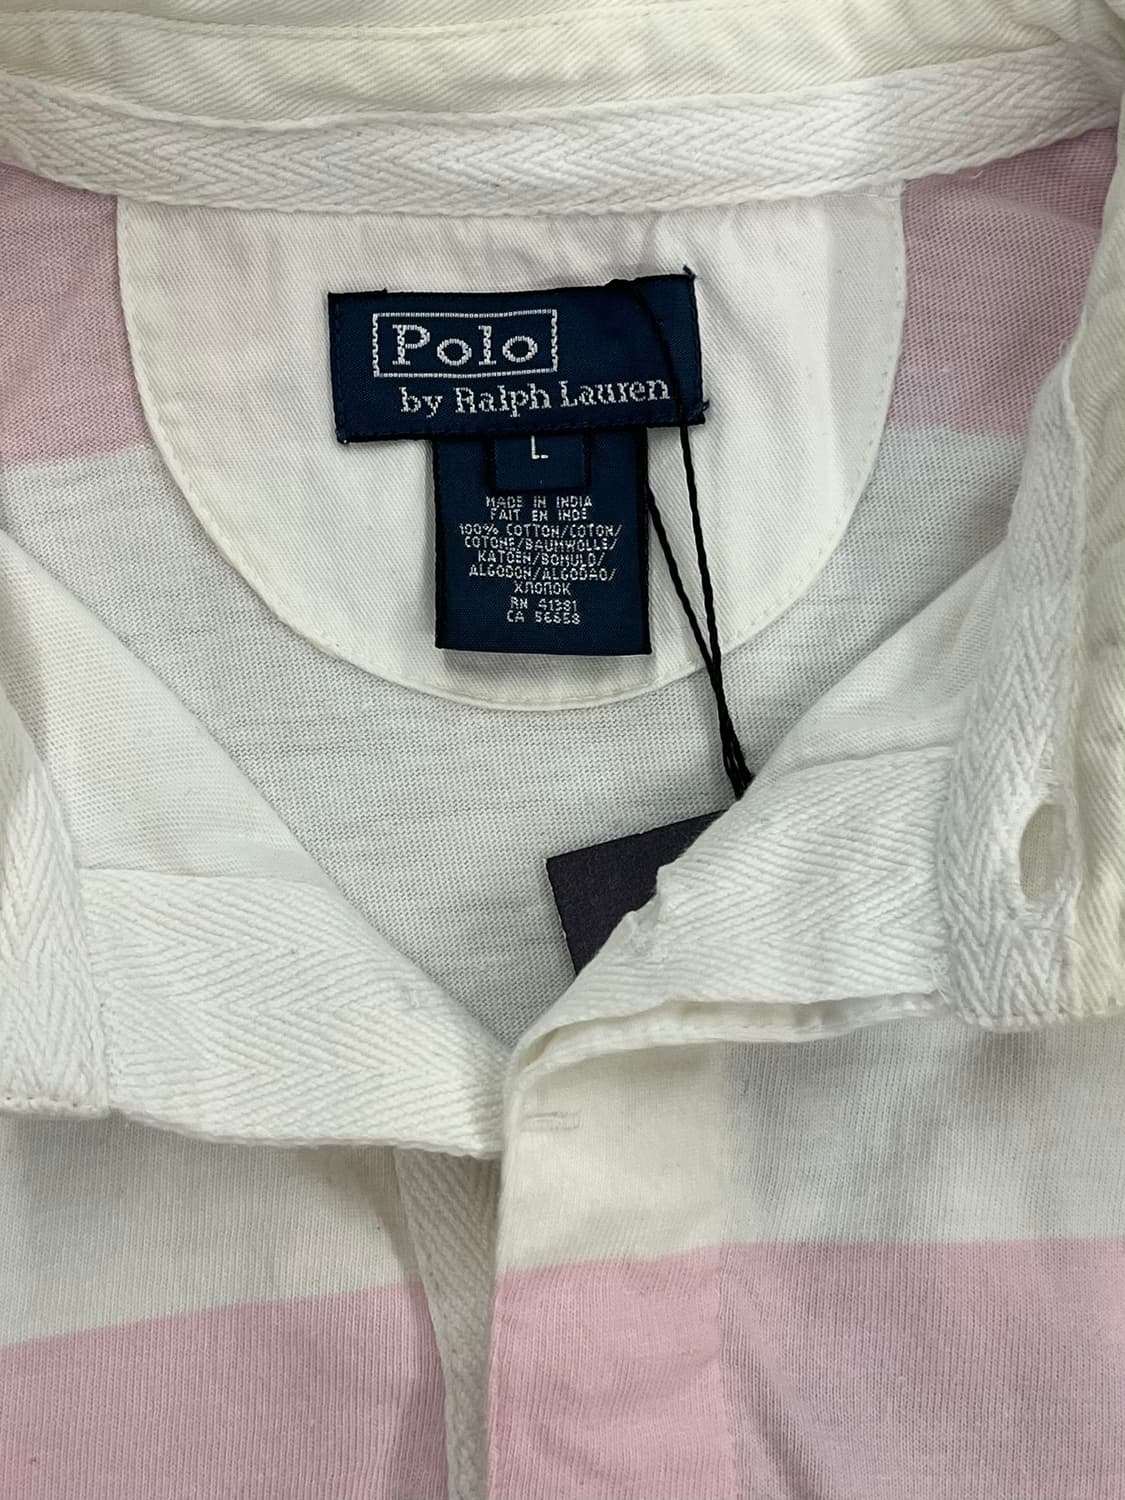 Polo
by Ralph Lauren
L
MADE IN INDIA
FAIT EN INDE
100% COTTON/COTON/
COTONE/BAUMWOLLE/
KATOEN/BOMULD/
ALGODON/ALGODAO/
ХЛОПОК
RN 41381
CA 56653